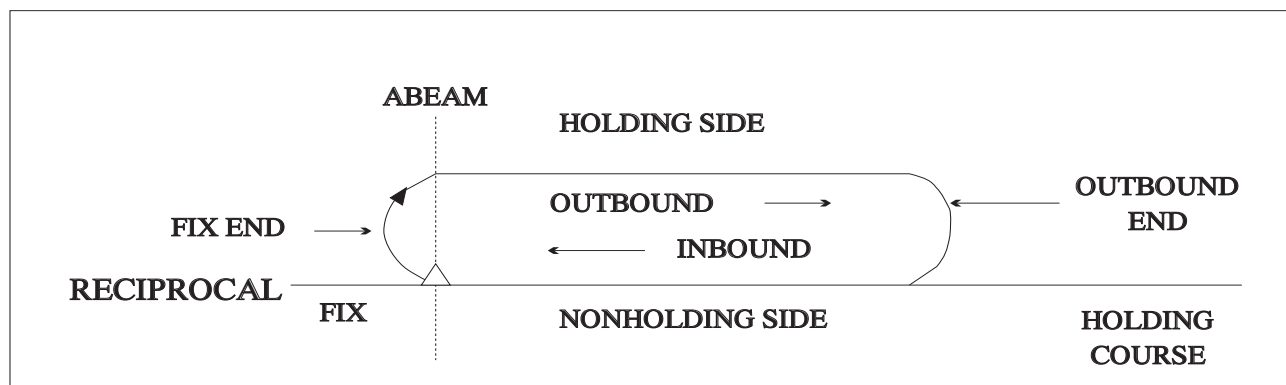 ABEAM
HOLDING SIDE
OUTBOUND
OUTBOUND
END
FIX END
INBOUND
RECIPROCAL
FIX
NONHOLDING SIDE
HOLDING
COURSE